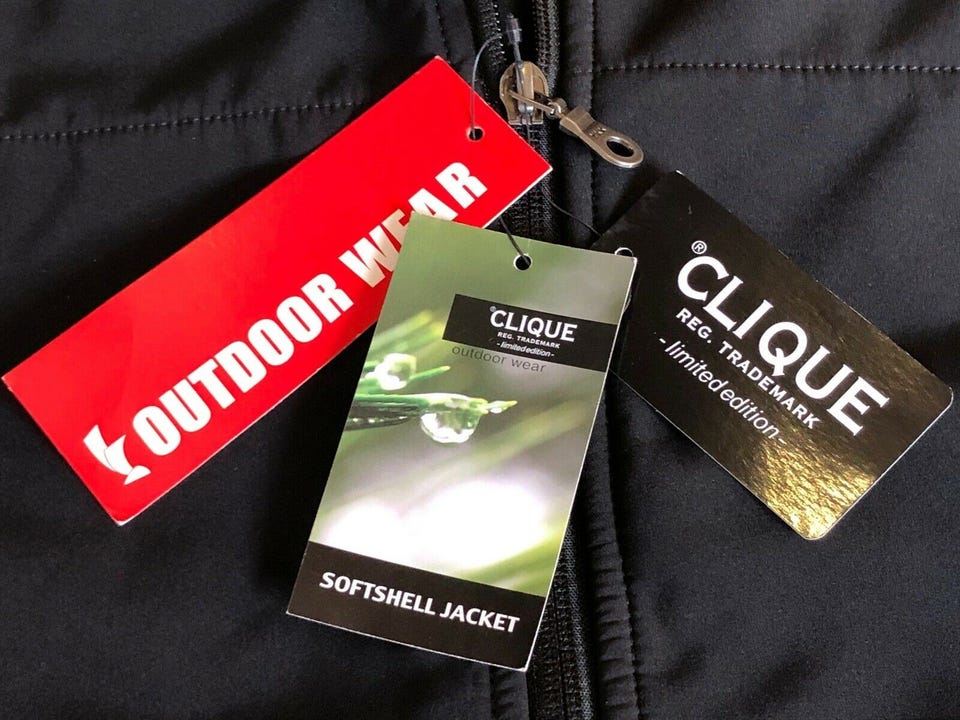 OUTDOOR WEAR
®CLIQUE
REG. TRADEMARK
- limited edition -
outdoor wear
SOFTSHELL JACKET
®CLIQUE
REG. TRADEMARK
- limited edition -